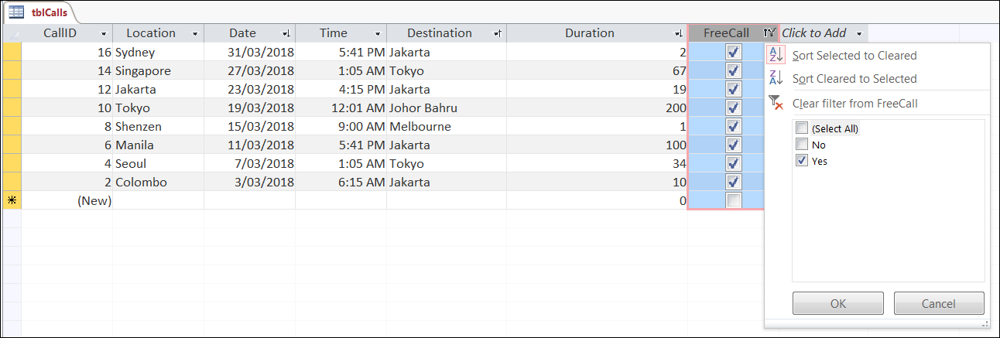 tblCalls
CallID Location Date Time Destination Duration FreeCall Click to Add
16 Sydney 31/03/2018 5:41 PM Jakarta 2
14 Singapore 27/03/2018 1:05 AM Tokyo 67
12 Jakarta 23/03/2018 4:15 PM Jakarta 19
10 Tokyo 19/03/2018 12:01 AM Johor Bahru 200
8 Shenzen 15/03/2018 9:00 AM Melbourne 1
6 Manila 11/03/2018 5:41 PM Jakarta 100
4 Seoul 7/03/2018 1:05 AM Tokyo 34
2 Colombo 3/03/2018 6:15 AM Jakarta 10
(New) 0
Sort Selected to Cleared
Sort Cleared to Selected
Clear filter from FreeCall
(Select All)
No
Yes
OK Cancel